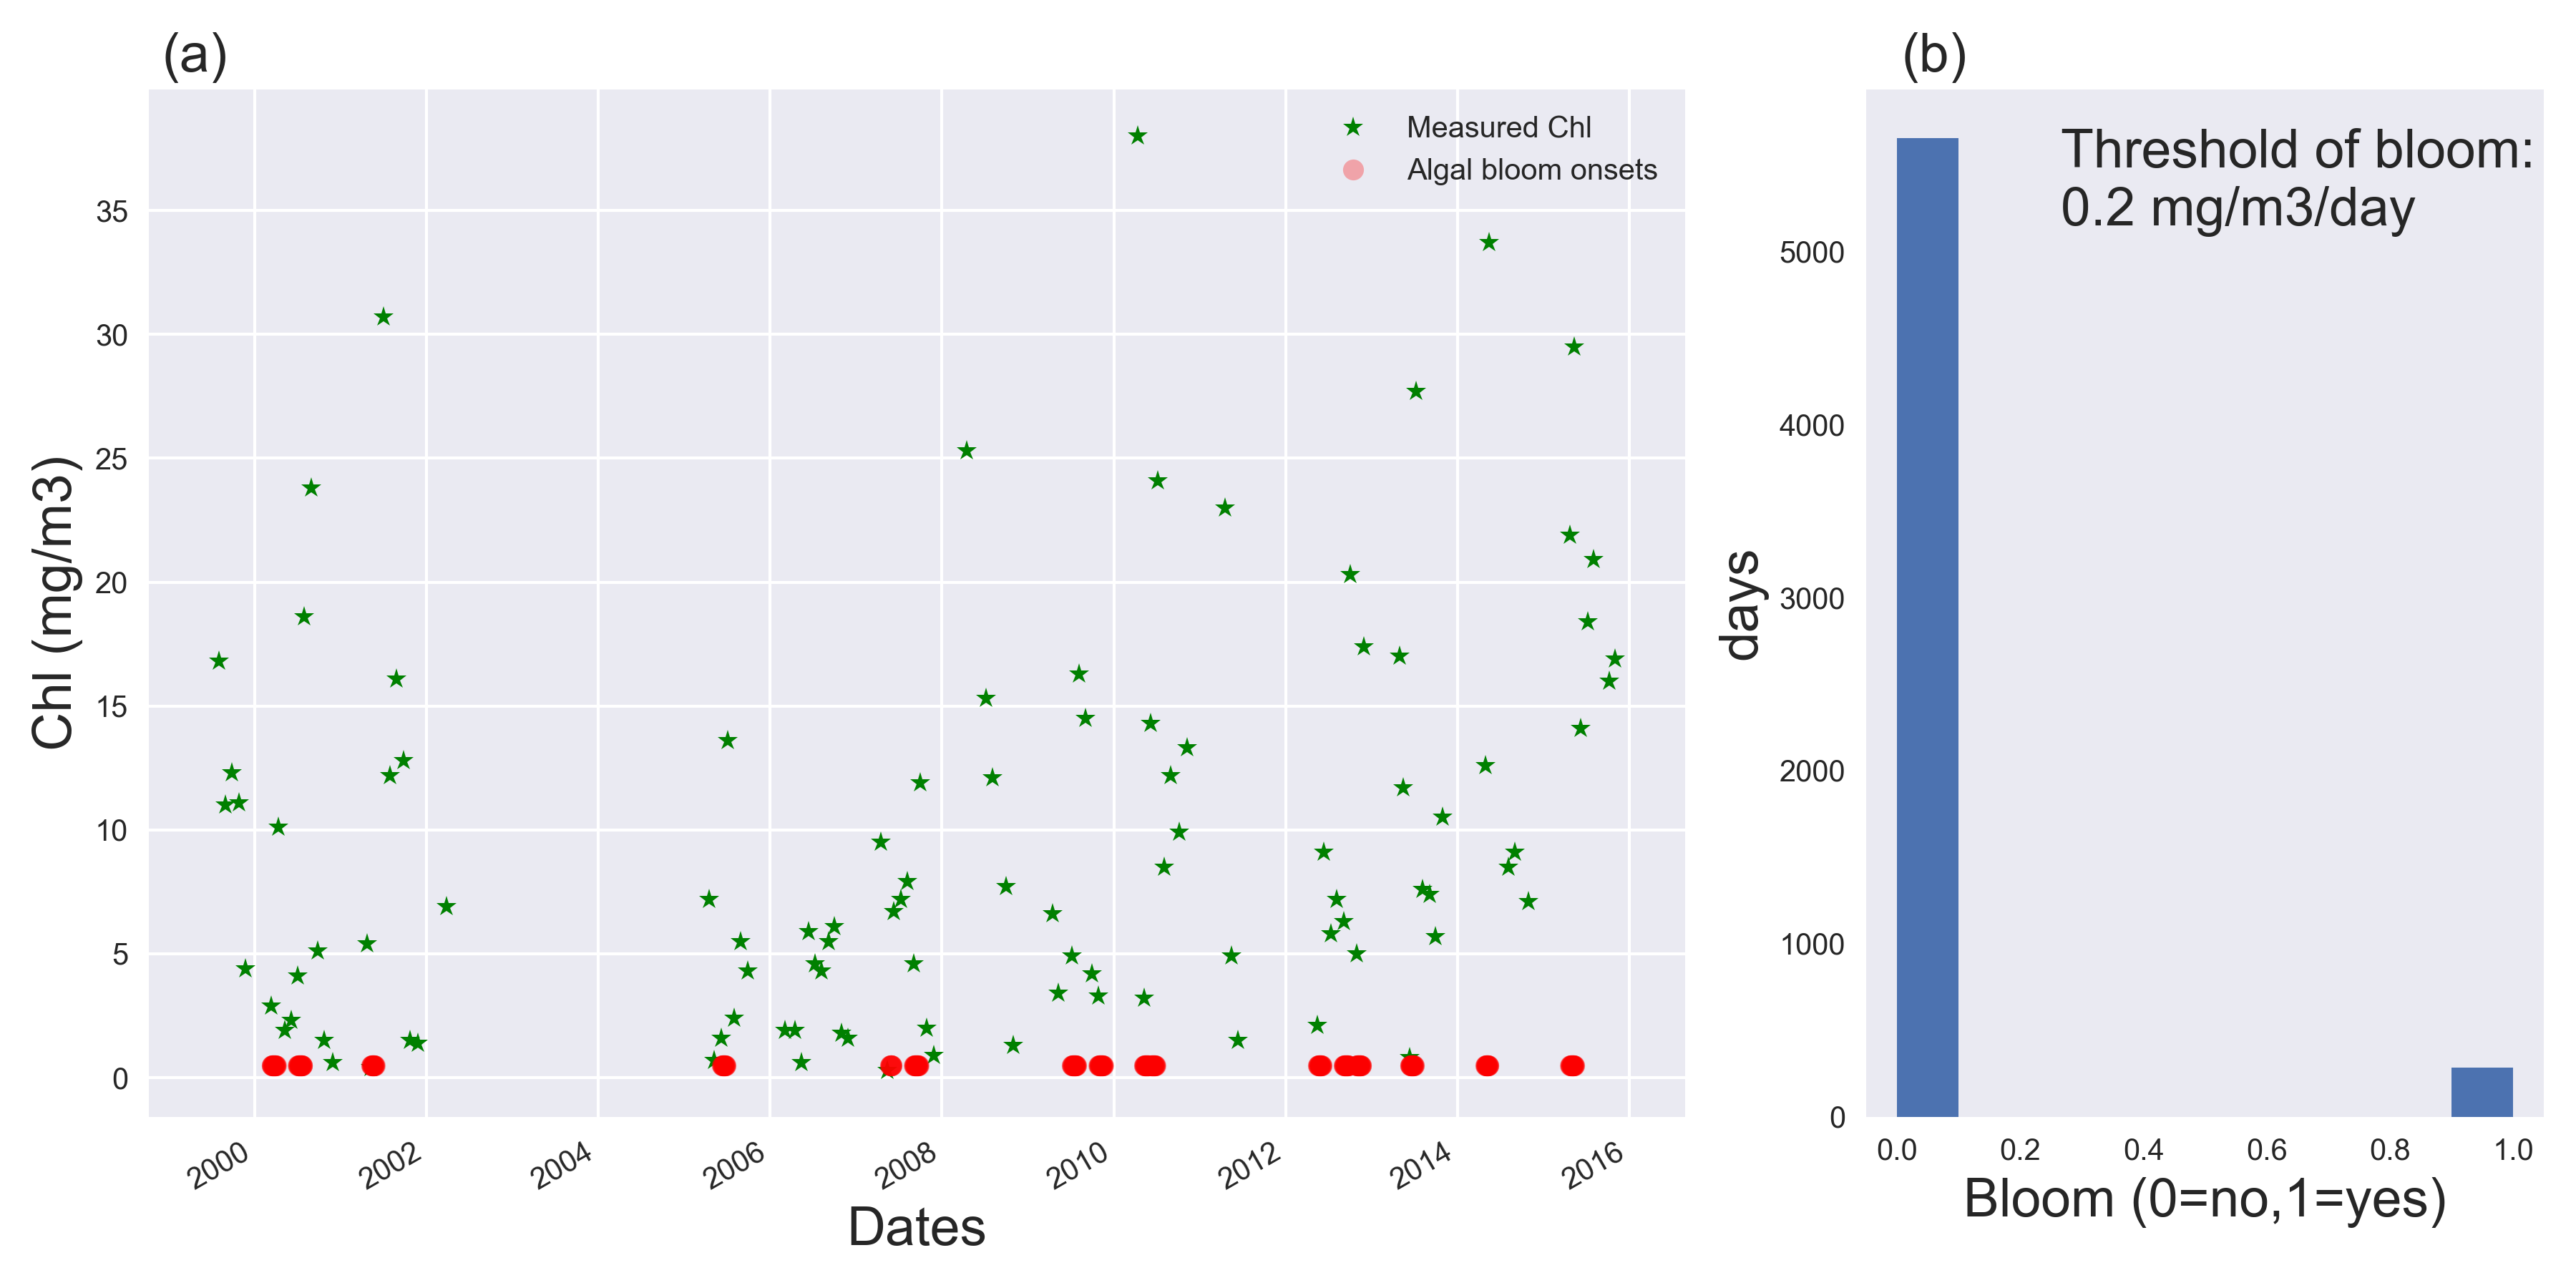 (a)
Measured Chl
Algal bloom onsets
Chl (mg/m3)
35
30
25
20
15
10
5
0
2000
2002
2004
2006
2008
2010
2012
2014
2016
Dates
(b)
Threshold of bloom:
0.2 mg/m3/day
days
5000
4000
3000
2000
1000
0
0.0
0.2
0.4
0.6
0.8
1.0
Bloom (0=no,1=yes)